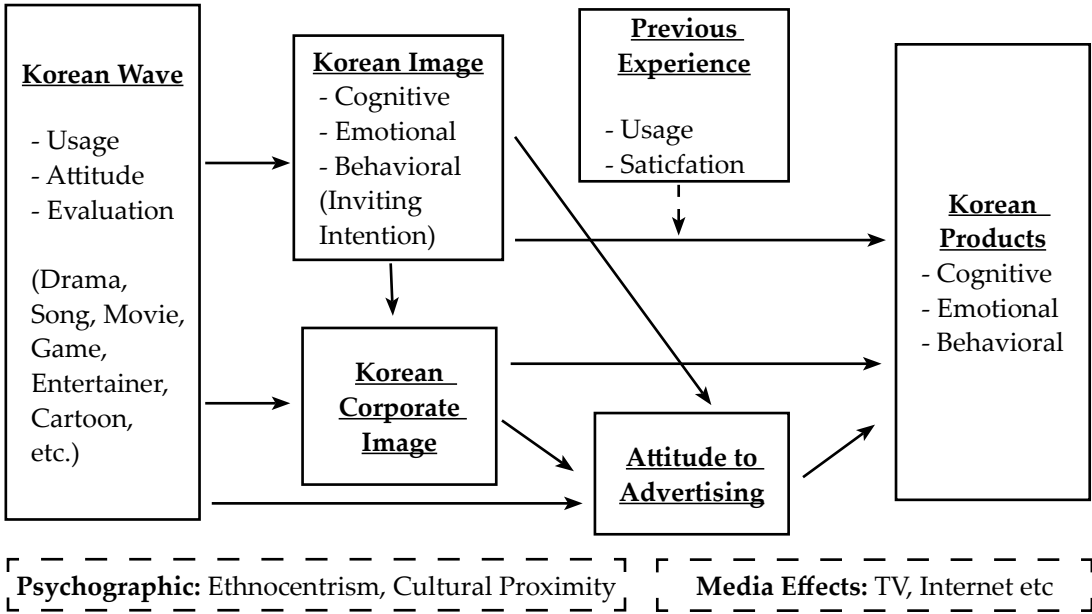 Korean Wave
- Usage
- Attitude
- Evaluation
(Drama,
Song, Movie,
Game,
Entertainer,
Cartoon,
etc.)
Korean Image
- Cognitive
- Emotional
- Behavioral
(Inviting
Intention)
Korean
Corporate
Image
Previous
Experience
- Usage
- Saticfation
Attitude to
Advertising
Korean
Products
- Cognitive
- Emotional
- Behavioral
Psychographic: Ethnocentrism, Cultural Proximity
Media Effects: TV, Internet etc